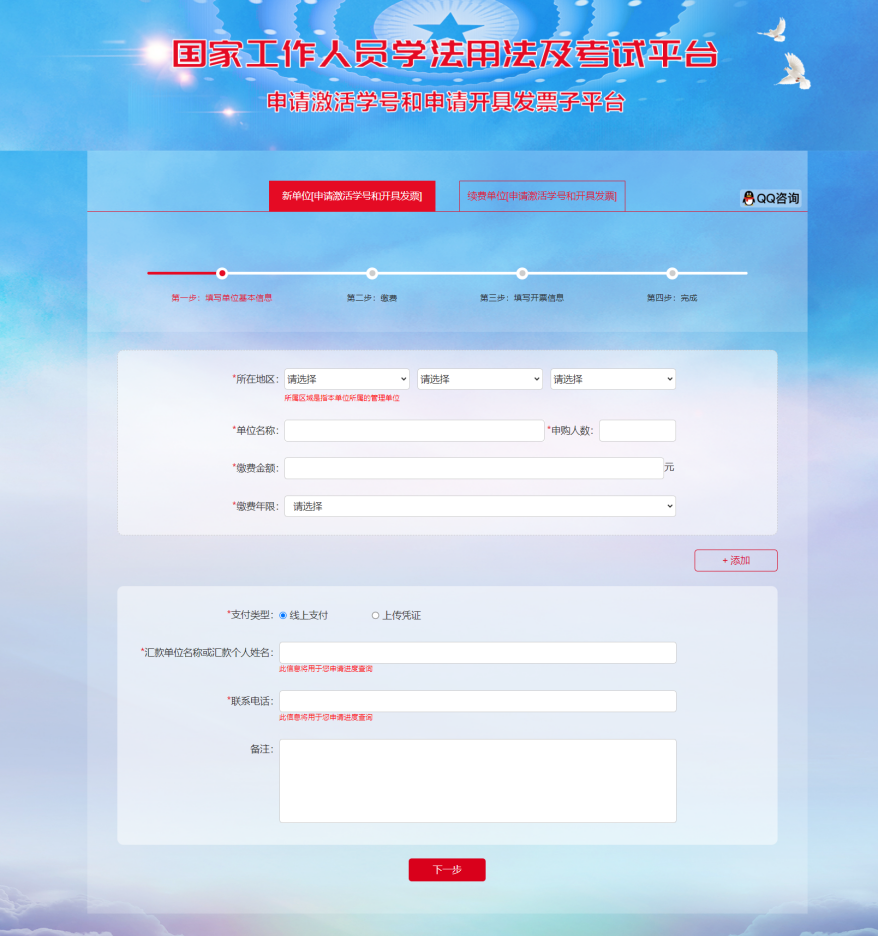 国家工作人员学法用法及考试平台
申请激活学号和申请开具发票子平台
新单位[申请激活学号和开具发票] 续费单位[申请激活学号和开具发票] QQ咨询
第一步：填写单位基本信息 第二步：缴费 第三步：填写开票信息 第四步：完成
*所在地区： 请选择 请选择 请选择
所属区域是指本单位所属的管理单位
*单位名称： *申购人数：
*缴费金额： 元
*缴费年限： 请选择
+ 添加
*支付类型： 线上支付 上传凭证
*汇款单位名称或汇款个人姓名：
此信息将用于您申请进度查询
*联系电话：
此信息将用于您申请进度查询
备注：
下一步